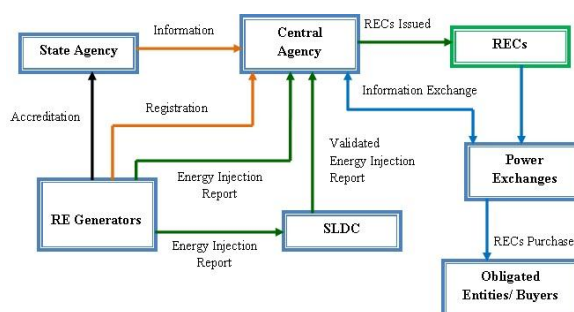 Information
State Agency
Central
Agency
RECs Issued
RECs
Accreditation
Registration
Information Exchange
Validated
Energy Injection
Report
Energy Injection
Report
RE Generators
Energy Injection
Report
SLDC
Power
Exchanges
RECs Purchase
Obligated
Entities/ Buyers